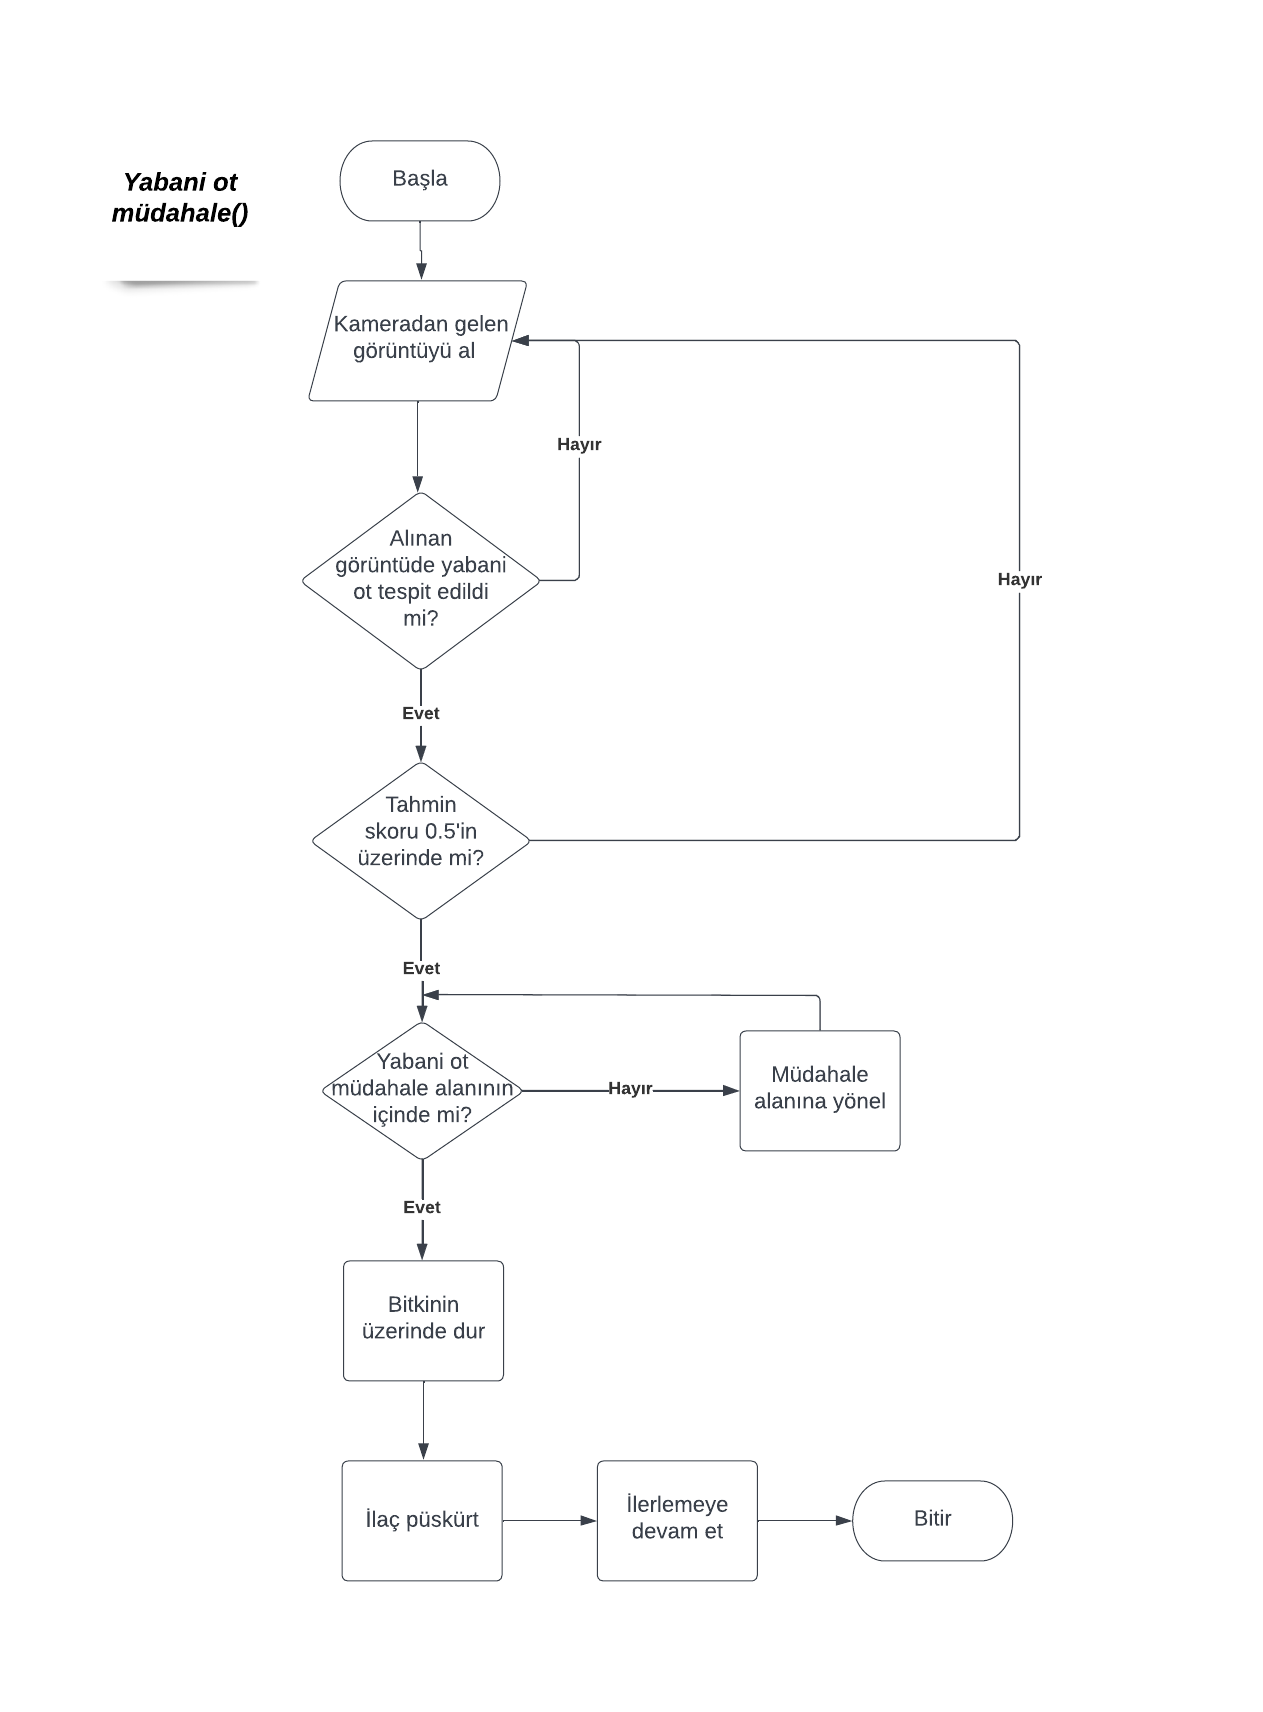 Yabani ot
müdahale()
Başla
Kameradan gelen
görüntüyü al
Hayır
Alınan
görüntüde yabani
ot tespit edildi
mi?
Hayır
Evet
Tahmin
skoru 0.5'in
üzerinde mi?
Evet
Yabani ot
müdahale alanının
içinde mi?
Hayır
Müdahale
alanına yönel
Evet
Bitkinin
üzerinde dur
İlaç püskürt
İlerlemeye
devam et
Bitir